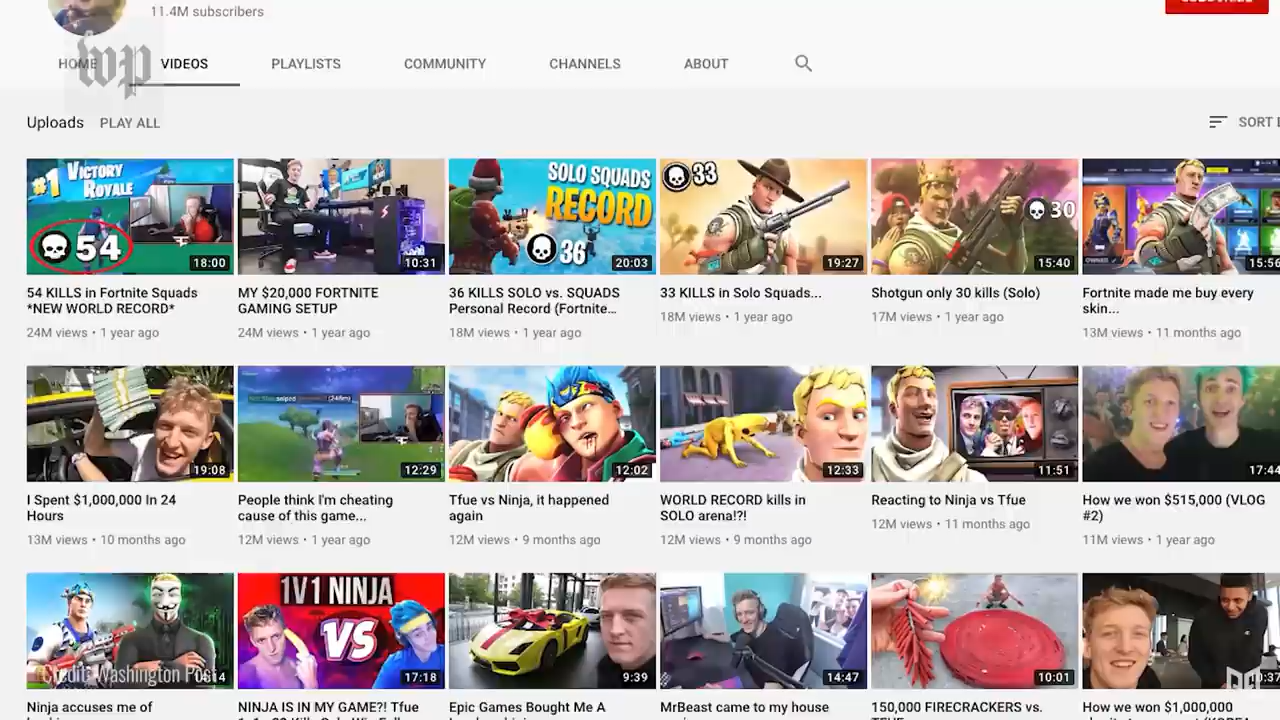 11.4M subscribers
SUBSCRIBE
wp
HOME VIDEOS PLAYLISTS COMMUNITY CHANNELS ABOUT
Uploads PLAY ALL
SORT
#1 VICTORY ROYALE
54
18:00
10:31
SOLO SQUADS
RECORD
36
20:03
33
19:27
30
15:40
15:56
54 KILLS in Fortnite Squads
*NEW WORLD RECORD*
24M views • 1 year ago
MY $20,000 FORTNITE
GAMING SETUP
24M views • 1 year ago
36 KILLS SOLO vs. SQUADS
Personal Record (Fortnite...
18M views • 1 year ago
33 KILLS in Solo Squads...
18M views • 1 year ago
Shotgun only 30 kills (Solo)
17M views • 1 year ago
Fortnite made me buy every
skin...
13M views • 11 months ago
19:08
12:29
12:02
12:33
11:51
17:44
I Spent $1,000,000 In 24
Hours
13M views • 10 months ago
People think I'm cheating
cause of this game...
12M views • 1 year ago
Tfue vs Ninja, it happened
again
12M views • 9 months ago
WORLD RECORD kills in
SOLO arena!?!
12M views • 9 months ago
Reacting to Ninja vs Tfue
12M views • 11 months ago
How we won $515,000 (VLOG
#2)
11M views • 1 year ago
Credit: Washington Post
1V1 NINJA
VS
17:18
9:39
14:47
10:01
Ninja accuses me of
NINJA IS IN MY GAME?! Tfue
Epic Games Bought Me A
MrBeast came to my house
150,000 FIRECRACKERS vs.
How we won $1,000,000